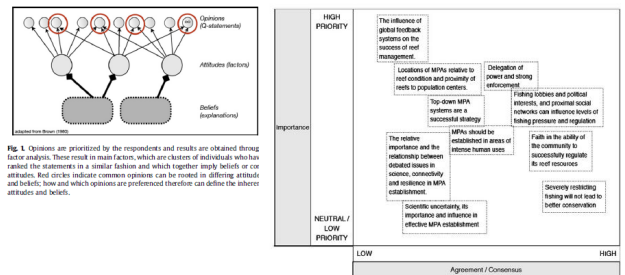 Opinions
(Q-statements)
Attitudes (factors)
Beliefs
(explanations)
adapted from Brown (1980)
Fig. 1. Opinions are prioritized by the respondents and results are obtained throug
factor analysis. These result in main factors, which are clusters of individuals who has
ranked the statements in a similar fashion and which together imply beliefs or cor
attitudes. Red circles indicate common opinions can be rooted in differing attitude
and beliefs; how and which opinions are preferred therefore can define the inheren
attitudes and beliefs.
HIGH
PRIORITY
Importance
NEUTRAL /
LOW
PRIORITY
The influence of
global feedback
systems on the
success of reef
management.
Locations of MPAs relative to
reef condition and proximity of
reefs to population centers.
Delegation of
power and strong
enforcement
Top-down MPA
systems are a
successful strategy
Fishing lobbies and political
interests, and proximal social
networks can influence levels of
fishing pressure and regulation
The relative
importance and the
relationship between
debated issues in
science, connectivity
and resilience in MPA
establishment.
MPAs should be
established in areas of
intense human uses
Faith in the ability of
the community to
successfully regulate
its reef resources
Severely restricting
fishing will not lead to
better conservation
Scientific uncertainty, its
importance and influence in
effective MPA establishment
LOW
HIGH
Agreement / Consensus